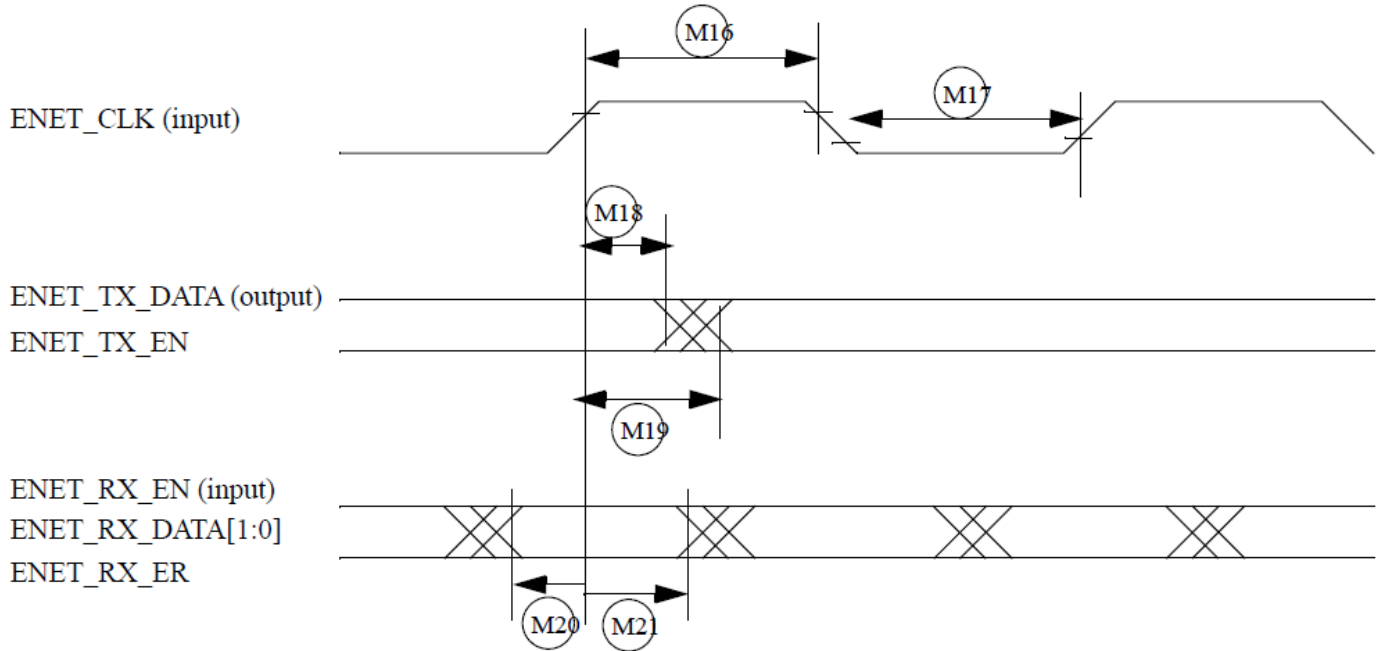 M16
ENET_CLK (input)
M17
M18
ENET_TX_DATA (output)
ENET_TX_EN
M19
ENET_RX_EN (input)
ENET_RX_DATA[1:0]
ENET_RX_ER
M20
M21